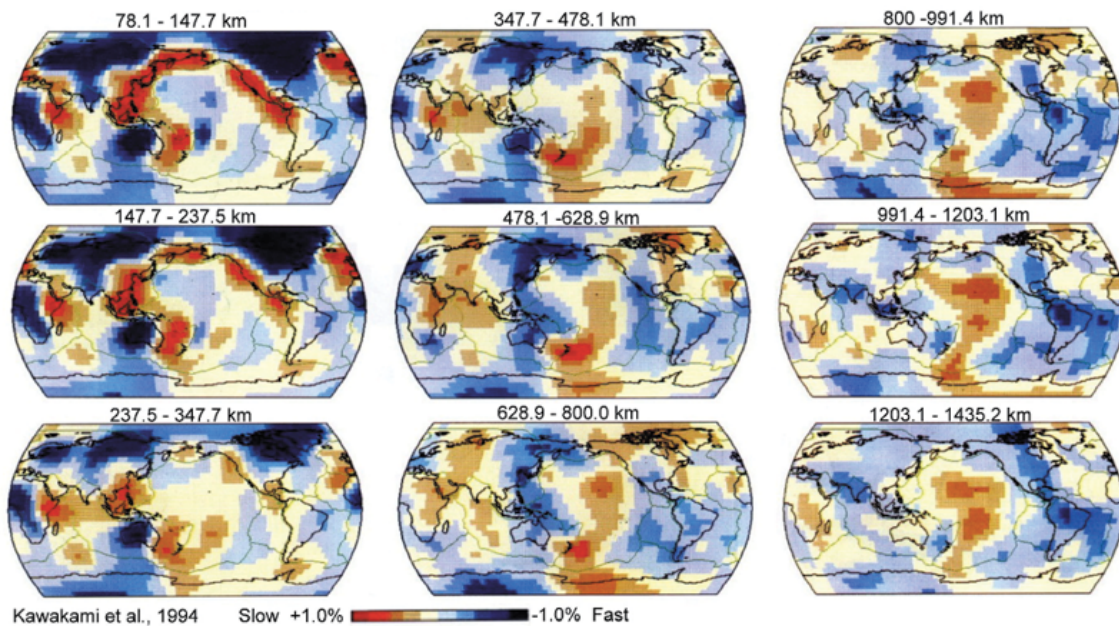 78.1 - 147.7 km
347.7 - 478.1 km
800 -991.4 km
147.7 - 237.5 km
478.1 -628.9 km
991.4 - 1203.1 km
237.5 - 347.7 km
628.9 - 800.0 km
1203.1 - 1435.2 km
Kawakami et al., 1994 Slow +1.0% -1.0% Fast